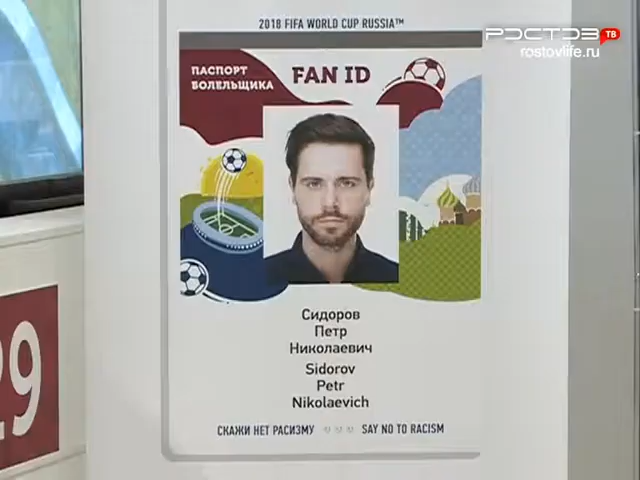 2018 FIFA WORLD CUP RUSSIA™
РОСТОВ ТВ
rostovlife.ru
ПАСПОРТ
БОЛЕЛЬЩИКА
FAN ID
Сидоров
Петр
Николаевич
Sidorov
Petr
Nikolaevich
СКАЖИ НЕТ РАСИЗМУ SAY NO TO RACISM
29